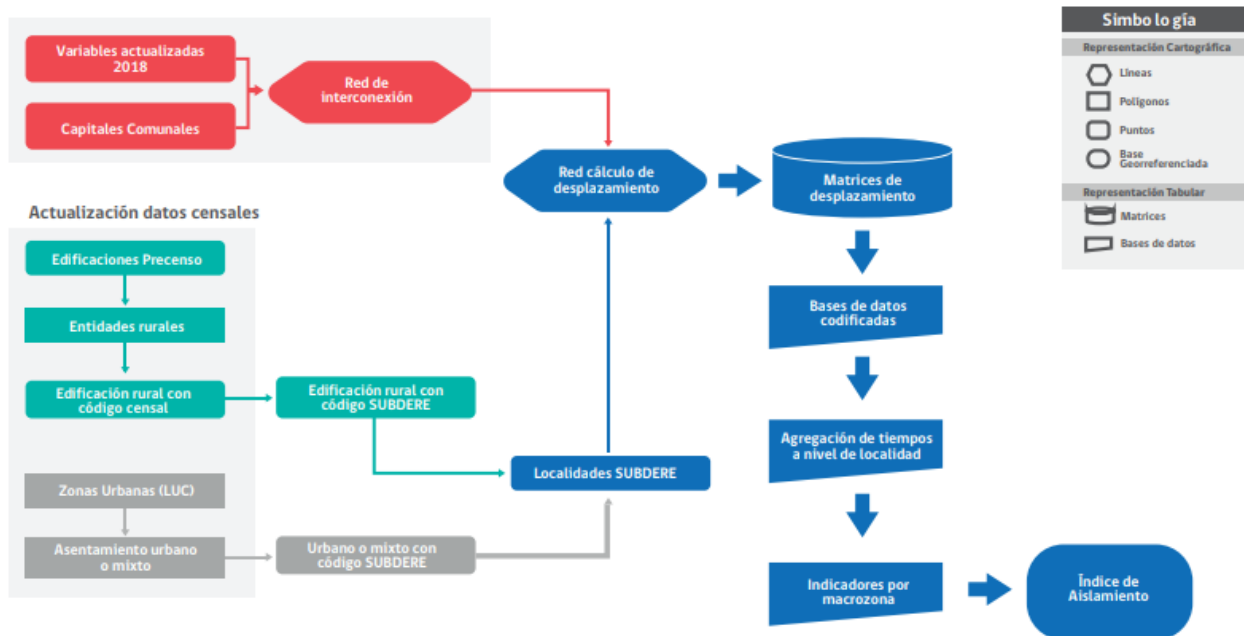 Variables actualizadas
2018
Capitales Comunales
Red de
interconexión
Red cálculo de
desplazamiento
Matrices de
desplazamiento
Actualización datos censales
Edificaciones Precenso
Entidades rurales
Edificación rural con
código censal
Edificación rural con
código SUBDERE
Zonas Urbanas (LUC)
Asentamiento urbano
o mixto
Urbano o mixto con
código SUBDERE
Localidades SUBDERE
Bases de datos
codificadas
Agregación de tiempos
a nível de localidad
Indicadores por
macrozona
Índice de
Aislamiento
Simbo lo gía
Representación Cartográfica
Líneas
Polígonos
Puntos
Base
Georreferenciada
Representación Tabular
Matrices
Bases de datos